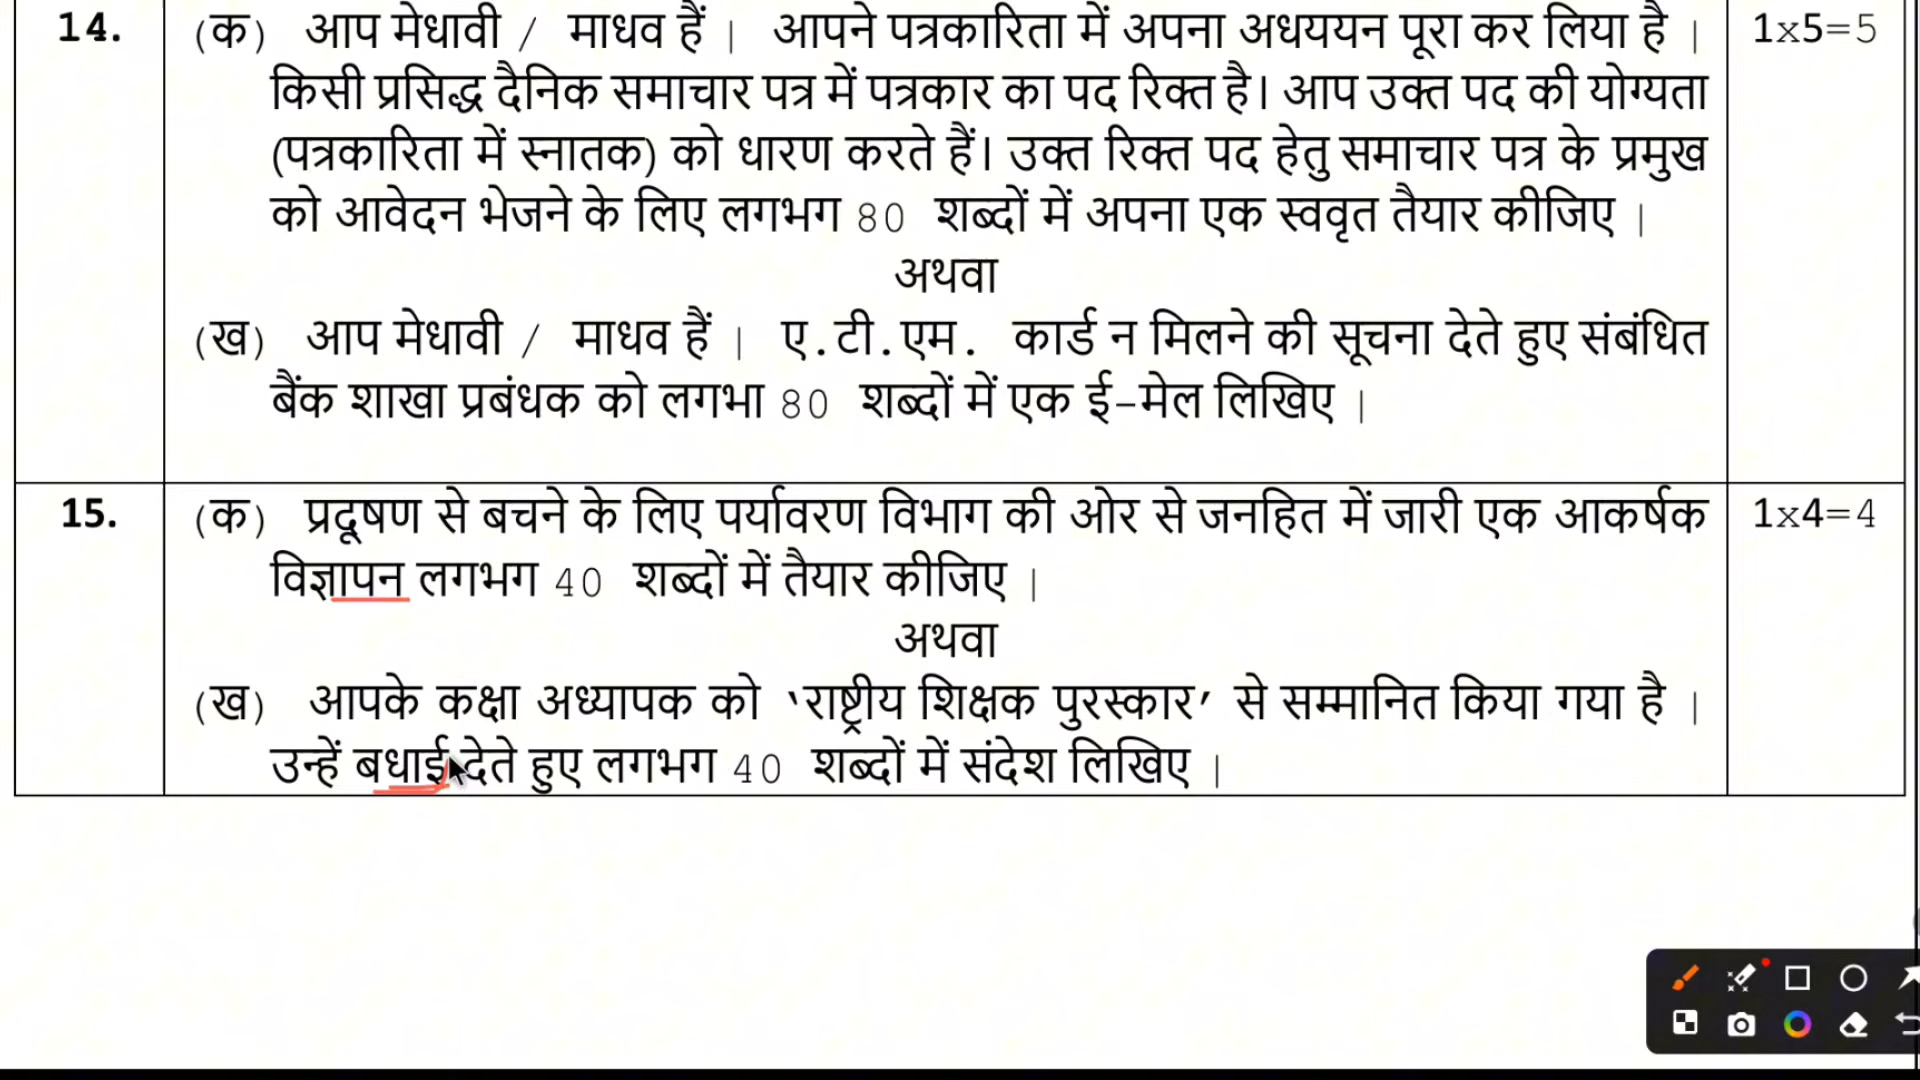 14. (क) आप मेधावी / माधव हैं | आपने पत्रकारिता में अपना अधययन पूरा कर लिया है | 1x5=5
किसी प्रसिद्ध दैनिक समाचार पत्र में पत्रकार का पद रिक्त है। आप उक्त पद की योग्यता
(पत्रकारिता में स्नातक) को धारण करते हैं। उक्त रिक्त पद हेतु समाचार पत्र के प्रमुख
को आवेदन भेजने के लिए लगभग 80 शब्दों में अपना एक स्ववृत तैयार कीजिए |
अथवा
(ख) आप मेधावी / माधव हैं | ए.टी.एम. कार्ड न मिलने की सूचना देते हुए संबंधित
बैंक शाखा प्रबंधक को लगभा 80 शब्दों में एक ई-मेल लिखिए |
15. (क) प्रदूषण से बचने के लिए पर्यावरण विभाग की ओर से जनहित में जारी एक आकर्षक 1x4=4
विज्ञापन लगभग 40 शब्दों में तैयार कीजिए |
अथवा
(ख) आपके कक्षा अध्यापक को ‘राष्ट्रीय शिक्षक पुरस्कार’ से सम्मानित किया गया है |
उन्हें बधाई देते हुए लगभग 40 शब्दों में संदेश लिखिए |